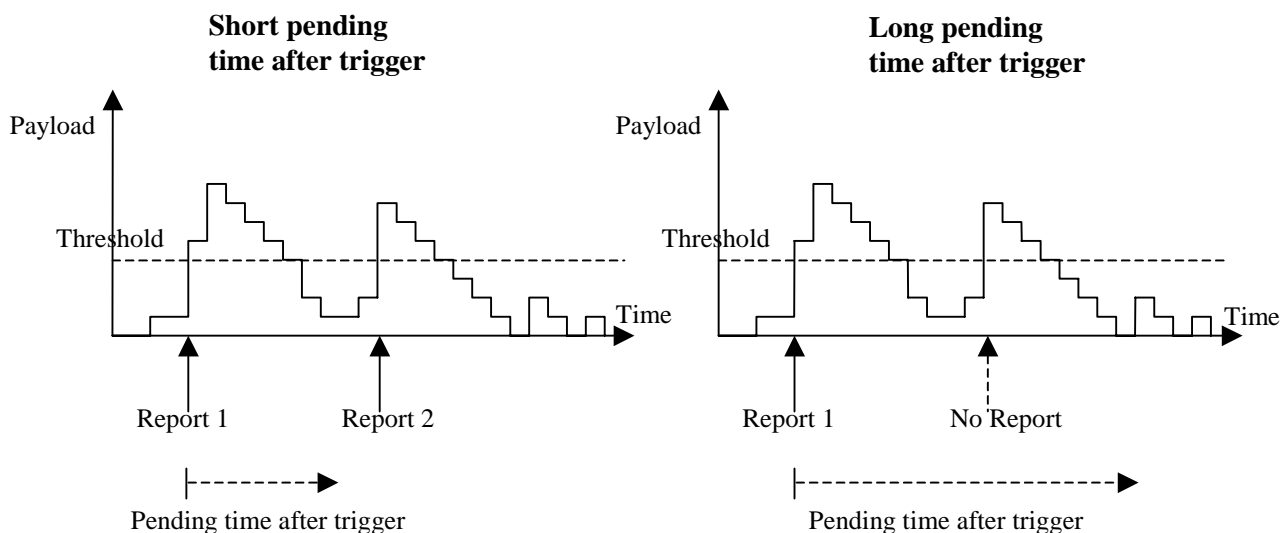 Short pending
time after trigger
Payload
Threshold
Time
Report 1
Report 2
Pending time after trigger
Long pending
time after trigger
Payload
Threshold
Time
Report 1
No Report
Pending time after trigger